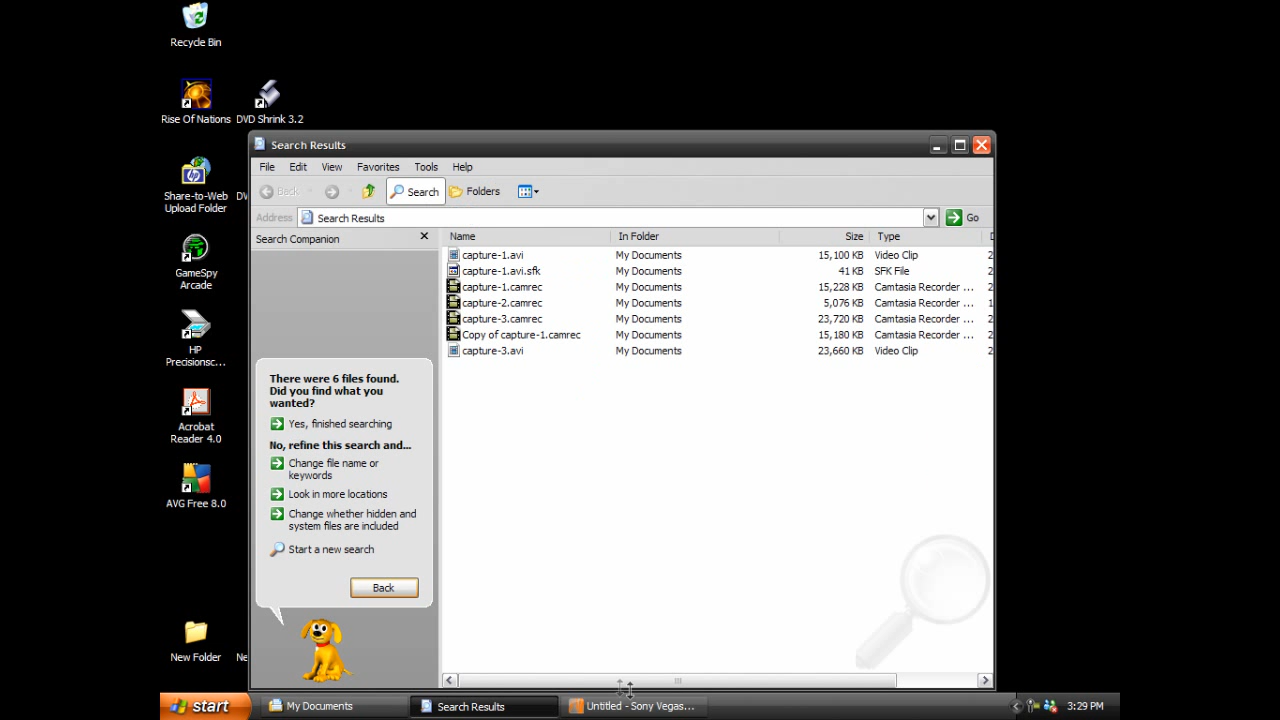 Recycle Bin
Rise Of Nations
DVD Shrink 3.2
Share-to-Web
Upload Folder
GameSpy
Arcade
HP
Precisionsc...
Acrobat
Reader 4.0
AVG Free 8.0
New Folder
Search Results
File Edit View Favorites Tools Help
Back
Search
Folders
Address
Search Results
Go
Search Companion
There were 6 files found.
Did you find what you
wanted?
Yes, finished searching
No, refine this search and...
Change file name or
keywords
Look in more locations
Change whether hidden and
system files are included
Start a new search
Back
Name In Folder Size Type
capture-1.avi My Documents 15,100 KB Video Clip
capture-1.avi.sfk My Documents 41 KB SFK File
capture-1.camrec My Documents 15,228 KB Camtasia Recorder ...
capture-2.camrec My Documents 5,076 KB Camtasia Recorder ...
capture-3.camrec My Documents 23,720 KB Camtasia Recorder ...
Copy of capture-1.camrec My Documents 15,180 KB Camtasia Recorder ...
capture-3.avi My Documents 23,660 KB Video Clip
start
My Documents
Search Results
Untitled - Sony Vegas...
3:29 PM